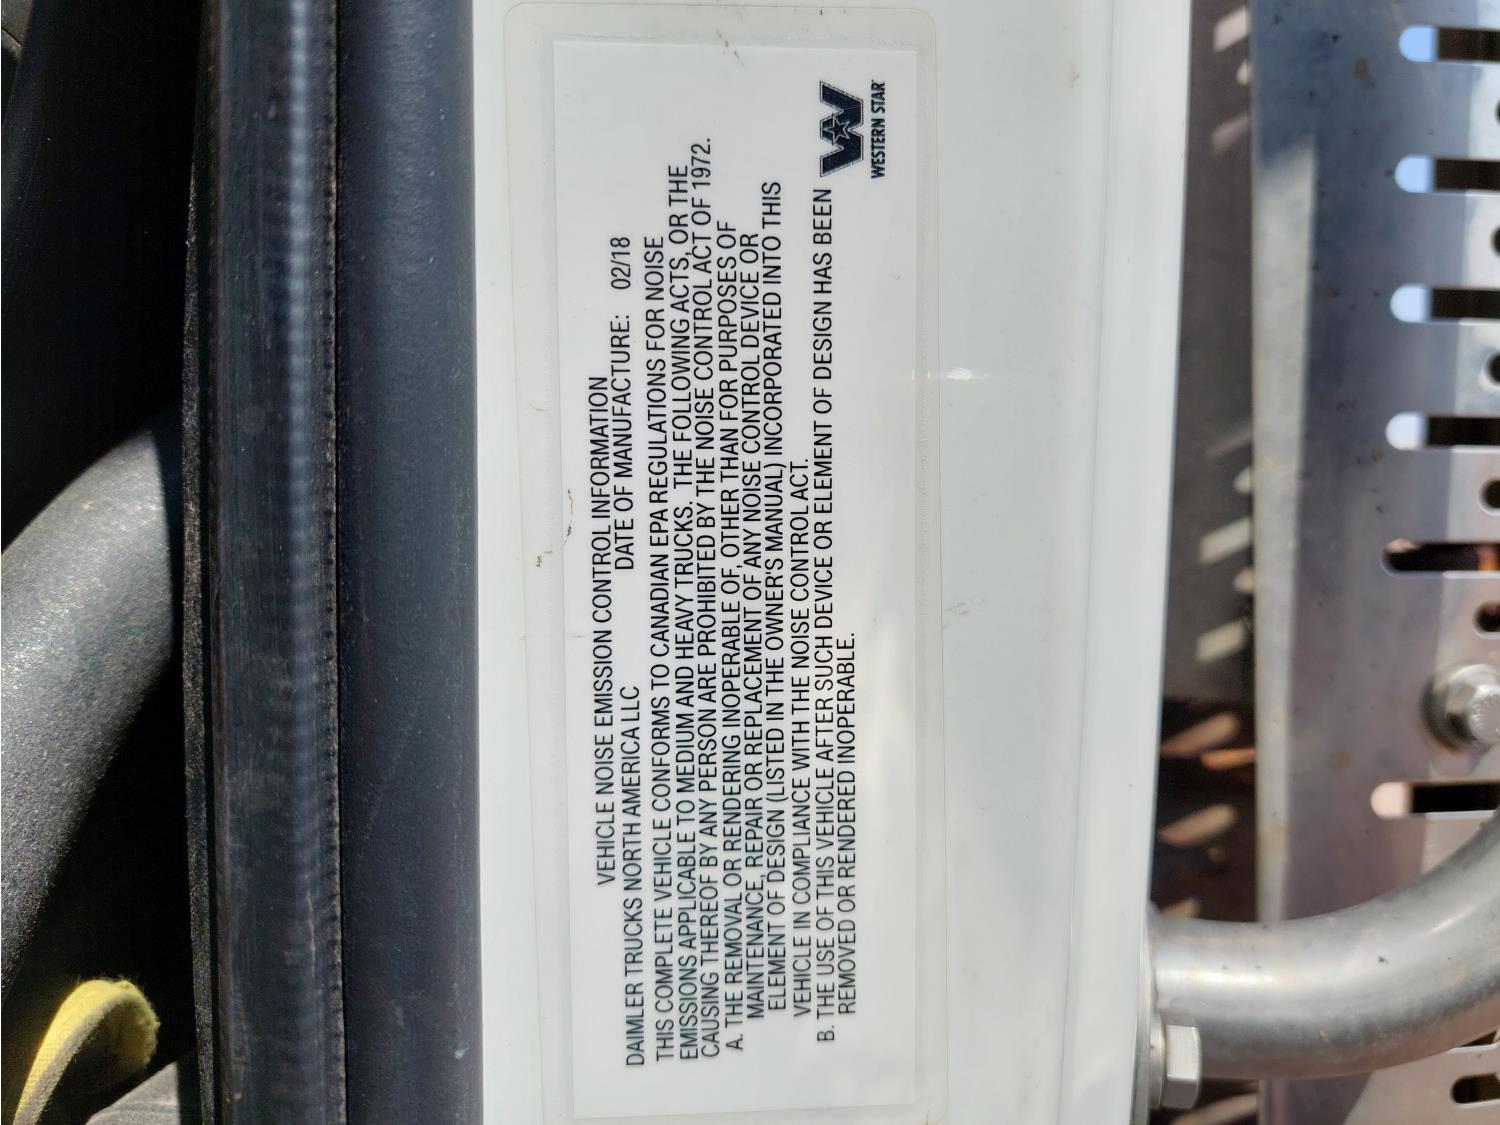 VEHICLE NOISE EMISSION CONTROL INFORMATION
DAIMLER TRUCKS NORTH AMERICA LLC DATE OF MANUFACTURE: 02/18
THIS COMPLETE VEHICLE CONFORMS TO CANADIAN EPA REGULATIONS FOR NOISE
EMISSIONS APPLICABLE TO MEDIUM AND HEAVY TRUCKS. THE FOLLOWING ACTS, OR THE
CAUSING THEREOF BY ANY PERSON ARE PROHIBITED BY THE NOISE CONTROL ACT OF 1972.
A. THE REMOVAL OR RENDERING INOPERABLE OF, OTHER THAN FOR PURPOSES OF
MAINTENANCE, REPAIR OR REPLACEMENT OF ANY NOISE CONTROL DEVICE OR
ELEMENT OF DESIGN (LISTED IN THE OWNER'S MANUAL) INCORPORATED INTO THIS
VEHICLE IN COMPLIANCE WITH THE NOISE CONTROL ACT.
B. THE USE OF THIS VEHICLE AFTER SUCH DEVICE OR ELEMENT OF DESIGN HAS BEEN
REMOVED OR RENDERED INOPERABLE.
WESTERN STAR